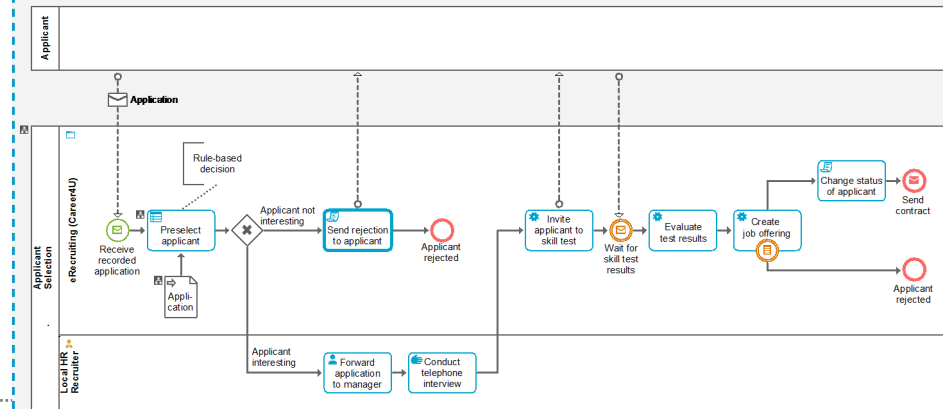 Applicant
Application
Applicant
Selection
eRecruiting (Career4U)
Rule-based
decision
Receive
recorded
application
Preselect
applicant
Appli-
cation
Applicant not
interesting
Send rejection
to applicant
Applicant
rejected
Invite
applicant to
skill test
Wait for
skill test
results
Evaluate
test results
Create
job offering
Change status
of applicant
Send
contract
Applicant
rejected
Local HR
Recruiter
Applicant
interesting
Forward
application
to manager
Conduct
telephone
interview